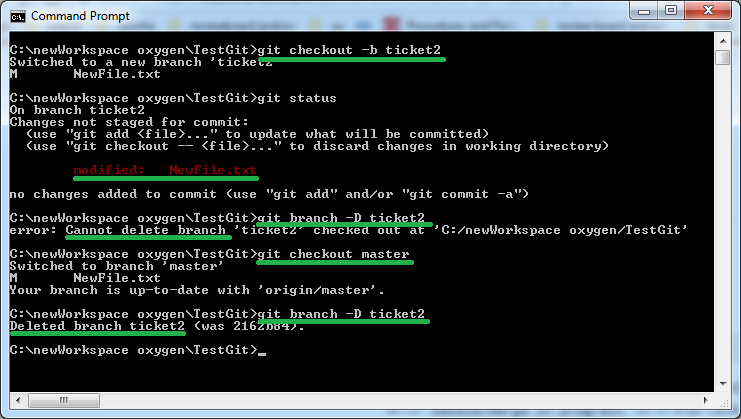 Command Prompt
C:\newWorkspace oxygen\TestGit>git checkout -b ticket2
Switched to a new branch 'ticket2'
M       NewFile.txt
C:\newWorkspace oxygen\TestGit>git status
On branch ticket2
Changes not staged for commit:
  (use "git add <file>..." to update what will be committed)
  (use "git checkout -- <file>..." to discard changes in working directory)
        modified:   NewFile.txt
no changes added to commit (use "git add" and/or "git commit -a")
C:\newWorkspace oxygen\TestGit>git branch -D ticket2
error: Cannot delete branch 'ticket2' checked out at 'C:/newWorkspace oxygen/TestGit'
C:\newWorkspace oxygen\TestGit>git checkout master
Switched to branch 'master'
M       NewFile.txt
Your branch is up-to-date with 'origin/master'.
C:\newWorkspace oxygen\TestGit>git branch -D ticket2
Deleted branch ticket2 (was 2162b84).
C:\newWorkspace oxygen\TestGit>_